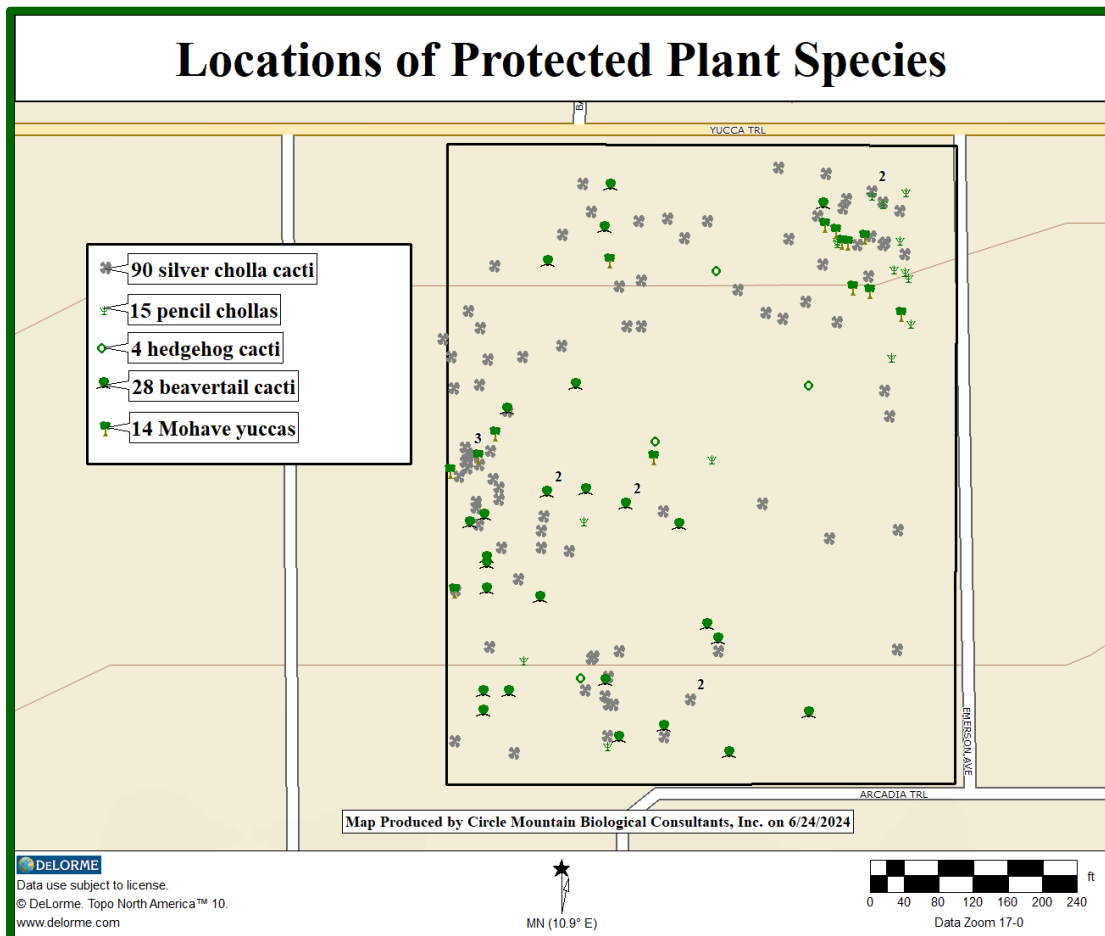 Locations of Protected Plant Species
YUCCA TRL
2
90 silver cholla cacti
15 pencil chollas
4 hedgehog cacti
28 beavertail cacti
14 Mohave yuccas
3
2
2
2
EMERSON AVE
ARCADIA TRL
Map Produced by Circle Mountain Biological Consultants, Inc. on 6/24/2024
DELORME
Data use subject to license.
© DeLorme. Topo North America™ 10.
www.delorme.com
MN (10.9° E)
ft
0 40 80 120 160 200 240
Data Zoom 17-0